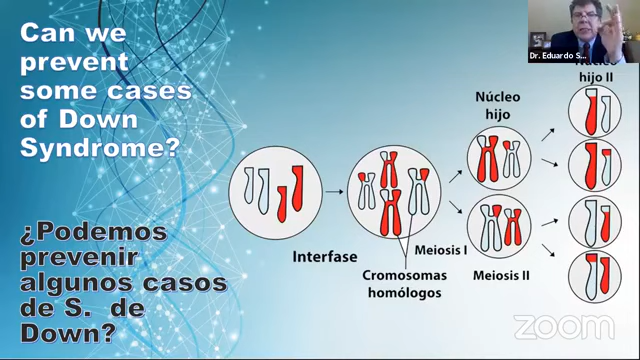 Can we
prevent
some cases
of Down
Syndrome?
¿Podemos
prevenir
algunos casos
de S. de
Down?
Interfase
Cromosomas
homólogos
Meiosis I
Núcleo
hijo
Meiosis II
hijo II
Dr. Eduardo S...
zoom